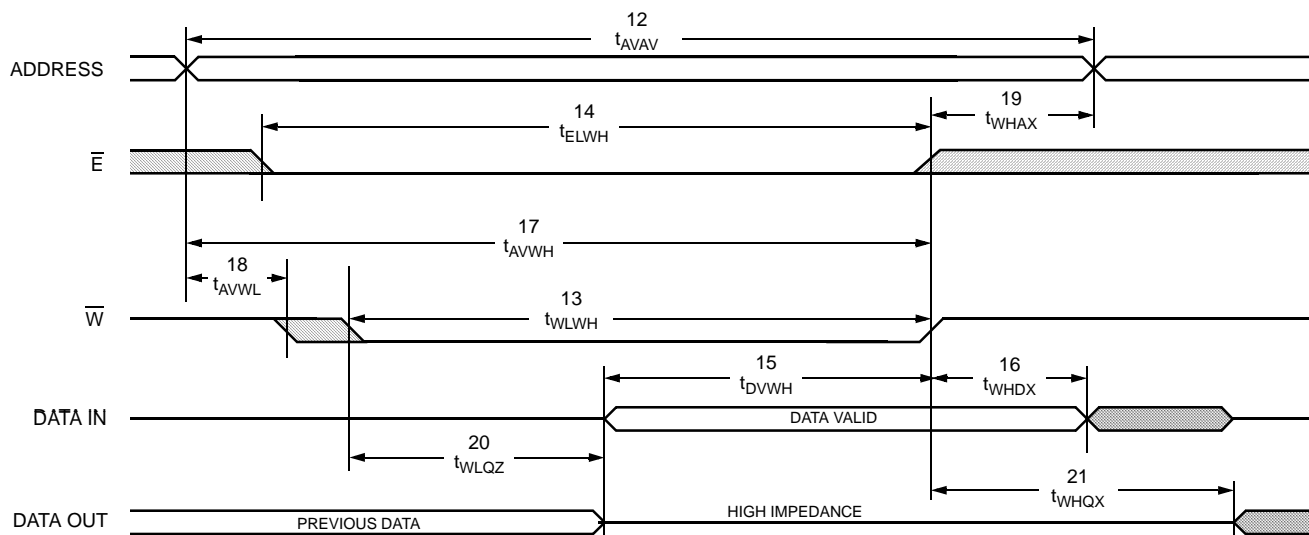 12
tAVAV
ADDRESS
19
tWHAX
14
tELWH
E
17
tAVWH
18
tAVWL
W
13
tWLWH
15
tDVWH
16
tWHDX
DATA IN
DATA VALID
20
tWLQZ
21
tWHQX
DATA OUT
PREVIOUS DATA
HIGH IMPEDANCE